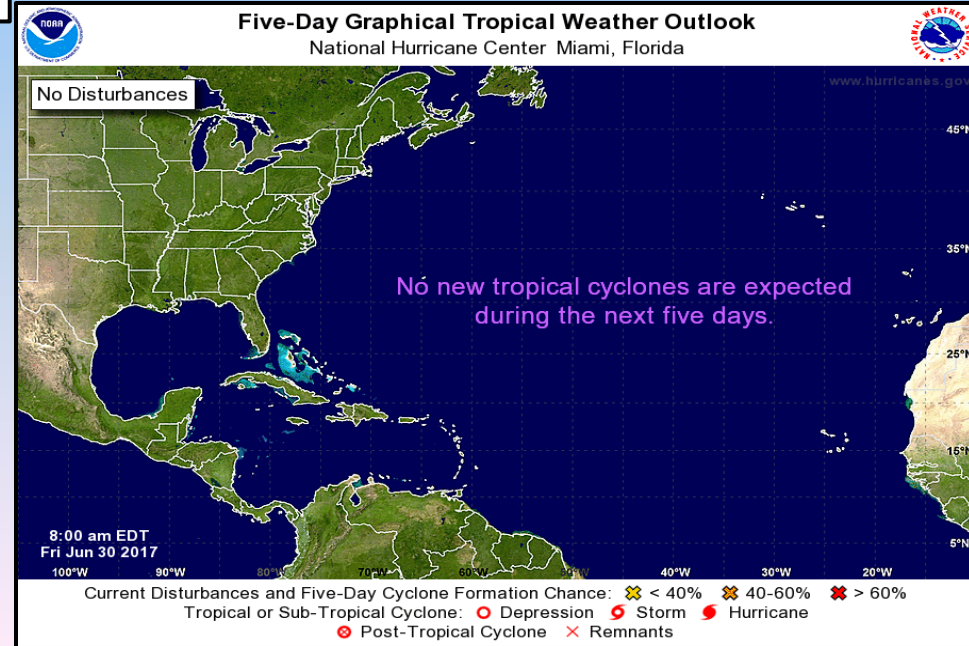 Five-Day Graphical Tropical Weather Outlook
National Hurricane Center Miami, Florida
NOAA
No Disturbances
www.hurricanes.gov
45°N
35°N
No new tropical cyclones are expected
during the next five days.
25°N
15°N
8:00 am EDT
Fri Jun 30 2017
5°N
100°W 90°W 80°W 70°W 60°W 50°W 40°W 30°W 20°W
Current Disturbances and Five-Day Cyclone Formation Chance: < 40% 40-60% > 60%
Tropical or Sub-Tropical Cyclone: Depression Storm Hurricane
Post-Tropical Cyclone Remnants